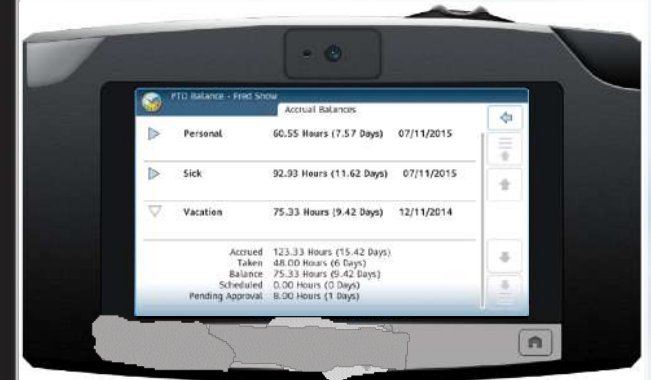 PTO Balance - Fred Snow
Accrual Balances
Personal 60.55 Hours (7.57 Days) 07/11/2015
Sick 92.93 Hours (11.62 Days) 07/11/2015
Vacation 75.33 Hours (9.42 Days) 12/11/2014
Accrued 123.33 Hours (15.42 Days)
Taken 48.00 Hours (6 Days)
Balance 75.33 Hours (9.42 Days)
Scheduled 0.00 Hours (0 Days)
Pending Approval 8.00 Hours (1 Days)